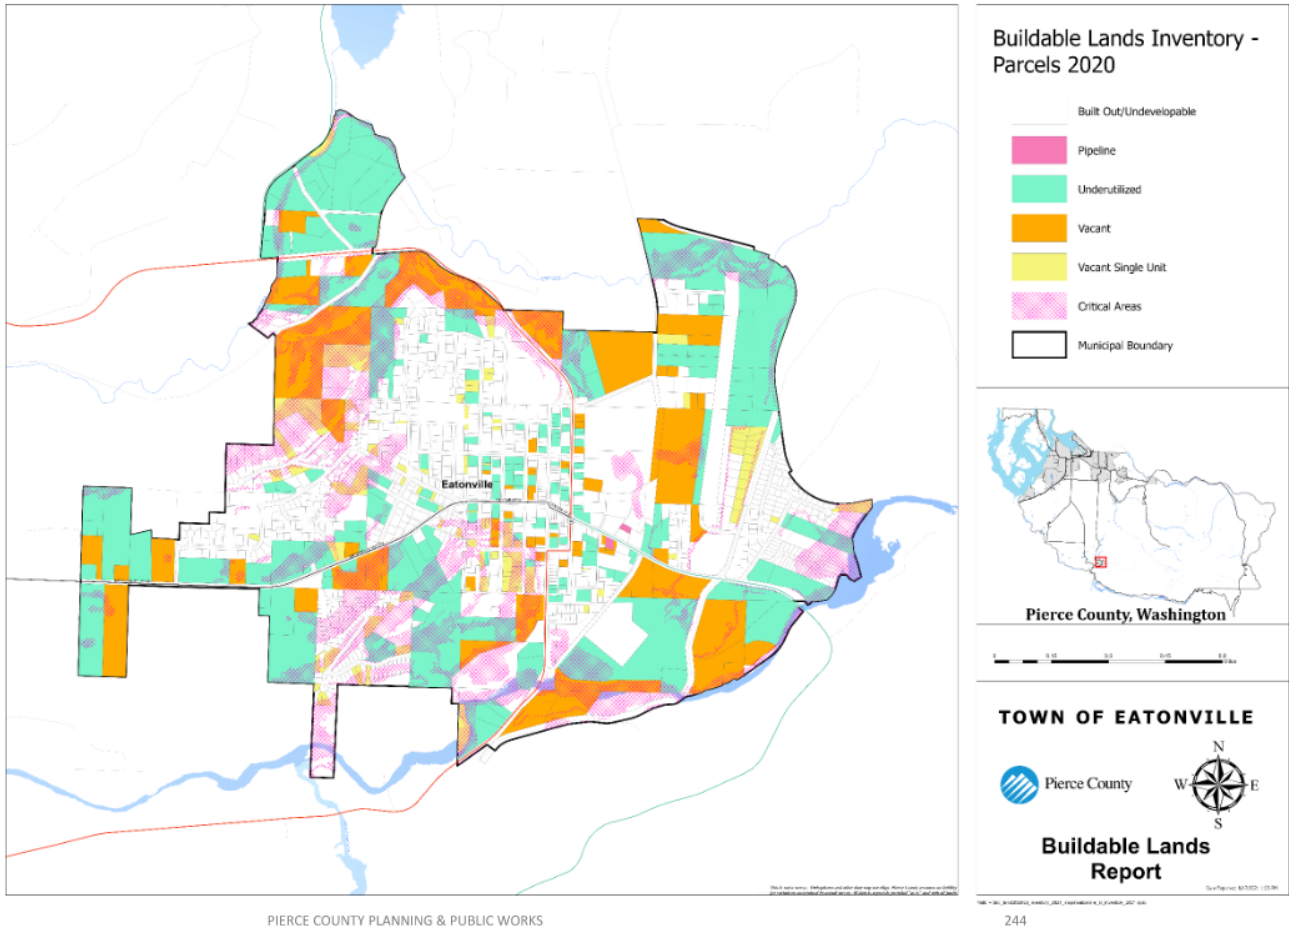 Buildable Lands Inventory -
Parcels 2020
Built Out/Undevelopable
Pipeline
Underutilized
Vacant
Vacant Single Unit
Critical Areas
Municipal Boundary
Eatonville
Pierce County, Washington
TOWN OF EATONVILLE
Pierce County
N
W
E
S
Buildable Lands
Report
PIERCE COUNTY PLANNING & PUBLIC WORKS
244